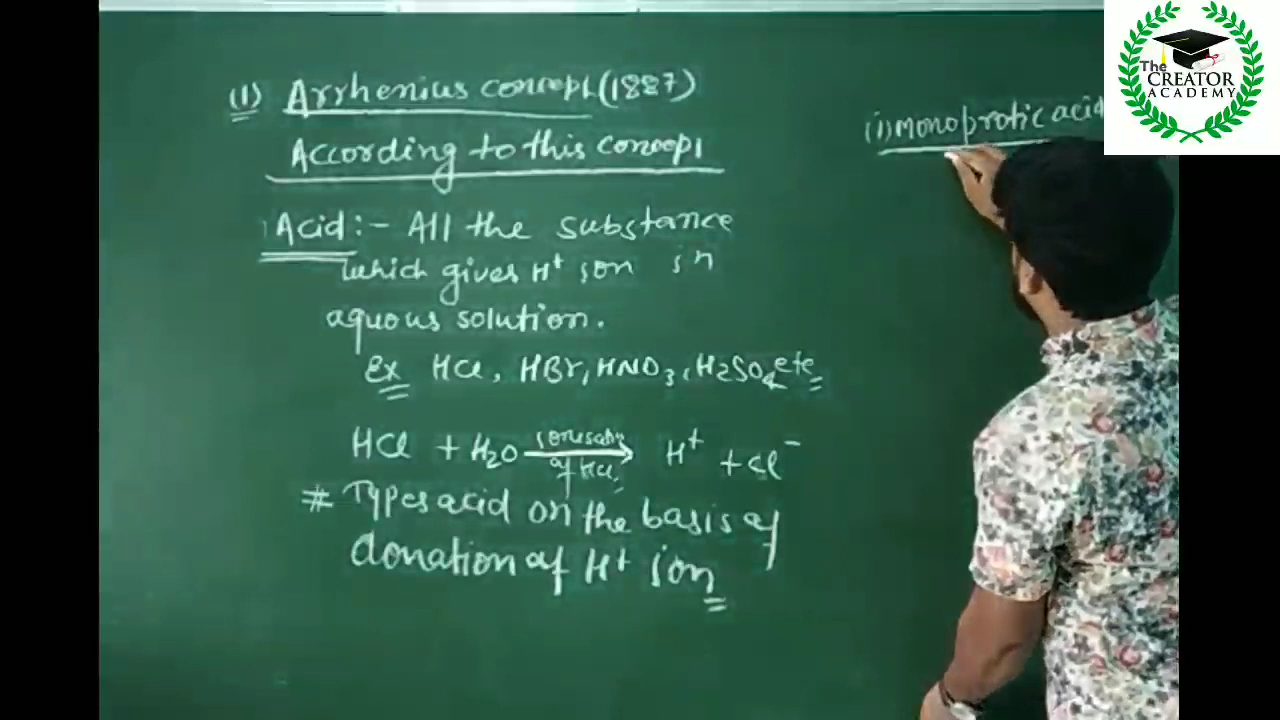 (1) Arrhenius concept (1887)
According to this concept
Acid :- All the substance
which gives H⁺ ion in
aquous solution.
Ex HCl, HBr, HNO₃, H₂SO₄ etc
HCl + H₂O → H⁺ + Cl⁻
of HCl
# Types acid on the basis of
donation of H⁺ ion
(i) monoprotic acid
The
CREATOR
ACADEMY